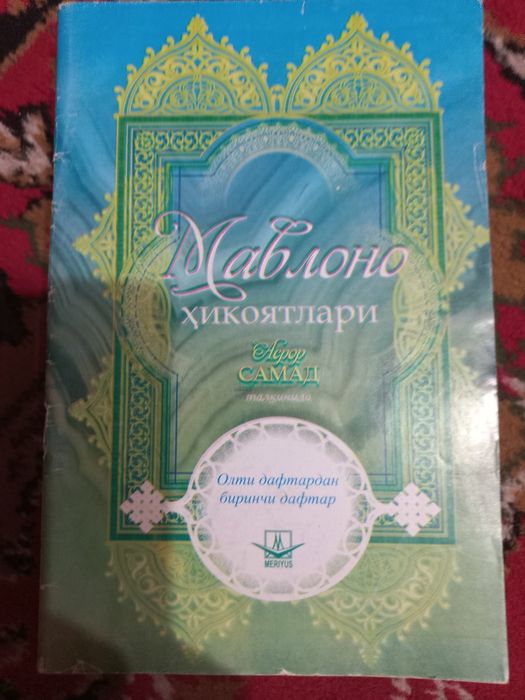 Мавлоно
ҳикоятлари
Асрор
САМАД
талқинида
Олти дафтардан
биринчи дафтар
MERIYUS